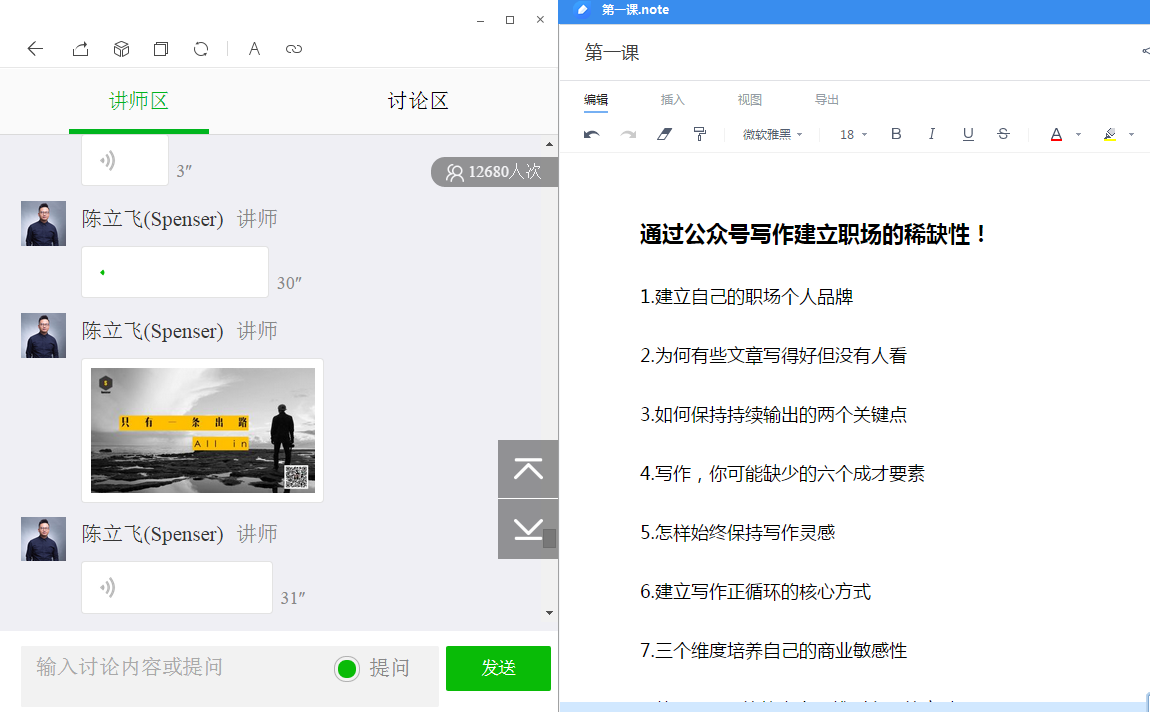 讲师区
讨论区
3″
12680人次
陈立飞(Spenser) 讲师
30″
陈立飞(Spenser) 讲师
只有一条出路
All in
陈立飞(Spenser) 讲师
31″
输入讨论内容或提问
提问
发送
第一课.note
第一课
编辑 插入 视图 导出
微软雅黑 18 B I U S A
通过公众号写作建立职场的稀缺性！
1.建立自己的职场个人品牌
2.为何有些文章写得好但没有人看
3.如何保持持续输出的两个关键点
4.写作，你可能缺少的六个成才要素
5.怎样始终保持写作灵感
6.建立写作正循环的核心方式
7.三个维度培养自己的商业敏感性